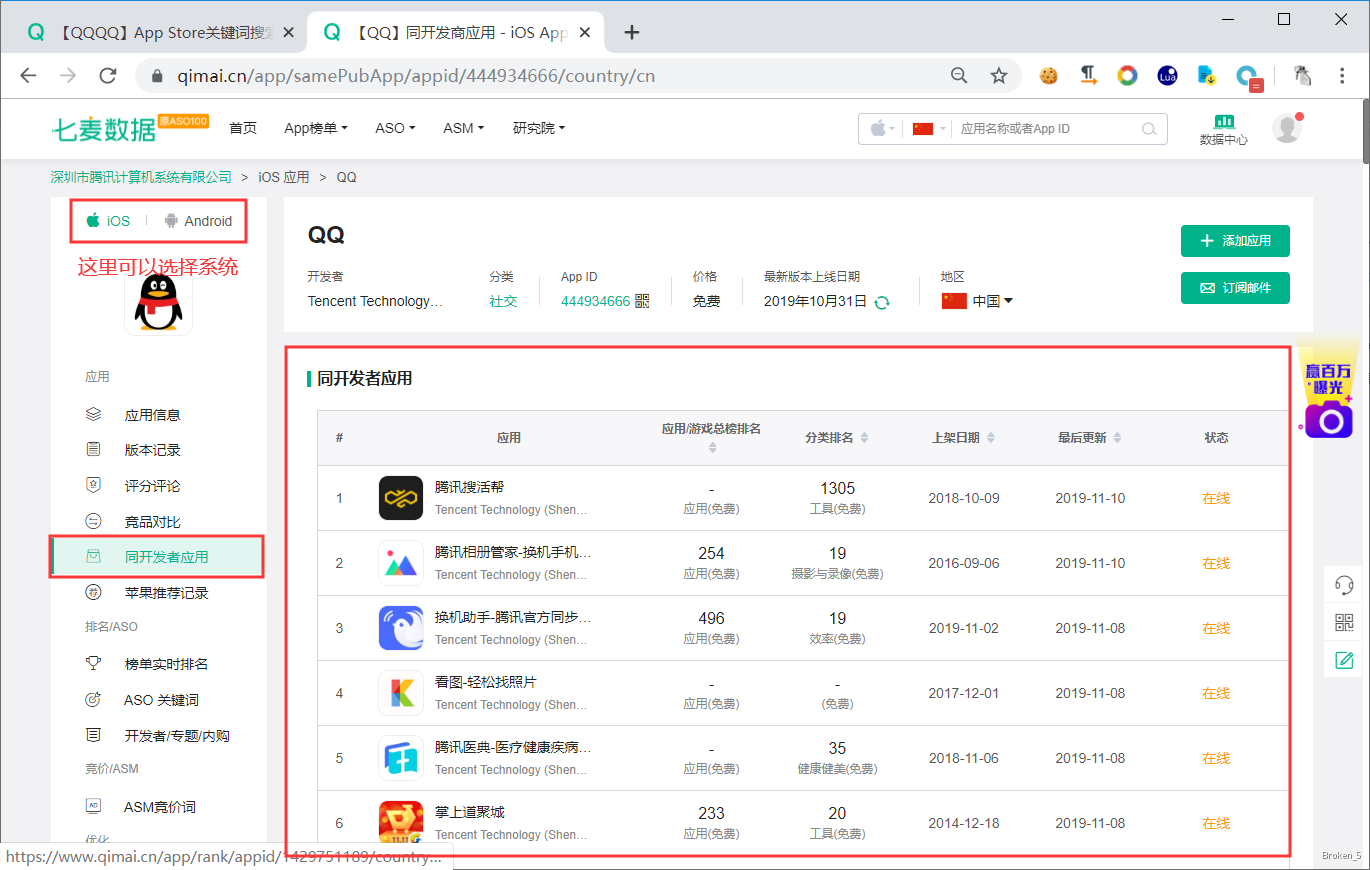 【QQQQ】App Store关键词搜索
【QQ】同开发商应用 - iOS App
qimai.cn/app/samePubApp/appid/444934666/country/cn
七麦数据 原ASO100
首页 App榜单 ASO ASM 研究院
应用名称或者App ID
数据中心
深圳市腾讯计算机系统有限公司 > iOS 应用 > QQ
iOS Android
这里可以选择系统
QQ
添加应用
订阅邮件
开发者 分类 App ID 价格 最新版本上线日期 地区
Tencent Technology… 社交 444934666 免费 2019年10月31日 中国
应用
应用信息
版本记录
评分评论
竞品对比
同开发者应用
苹果推荐记录
排名/ASO
榜单实时排名
ASO 关键词
开发者/专题/内购
竞价/ASM
AD ASM竞价词
优化
同开发者应用
# 应用 应用/游戏总榜排名 分类排名 上架日期 最后更新 状态
1 腾讯搜活帮 - 1305 2018-10-09 2019-11-10 在线
Tencent Technology (Shen… 应用(免费) 工具(免费)
2 腾讯相册管家-换机手机… 254 19 2016-09-06 2019-11-10 在线
Tencent Technology (Shen… 应用(免费) 摄影与录像(免费)
3 换机助手-腾讯官方同步… 496 19 2019-11-02 2019-11-08 在线
Tencent Technology (Shen… 应用(免费) 效率(免费)
4 看图-轻松找照片 - - 2017-12-01 2019-11-08 在线
Tencent Technology (Shen… 应用(免费) (免费)
5 腾讯医典-医疗健康疾病… - 35 2018-11-06 2019-11-08 在线
Tencent Technology (Shen… 应用(免费) 健康健美(免费)
6 掌上道聚城 233 20 2014-12-18 2019-11-08 在线
Tencent Technology (Shen… 应用(免费) 工具(免费)
赢百万
曝光
https://www.qimai.cn/app/rank/appid/1429751189/country…
Broken_5